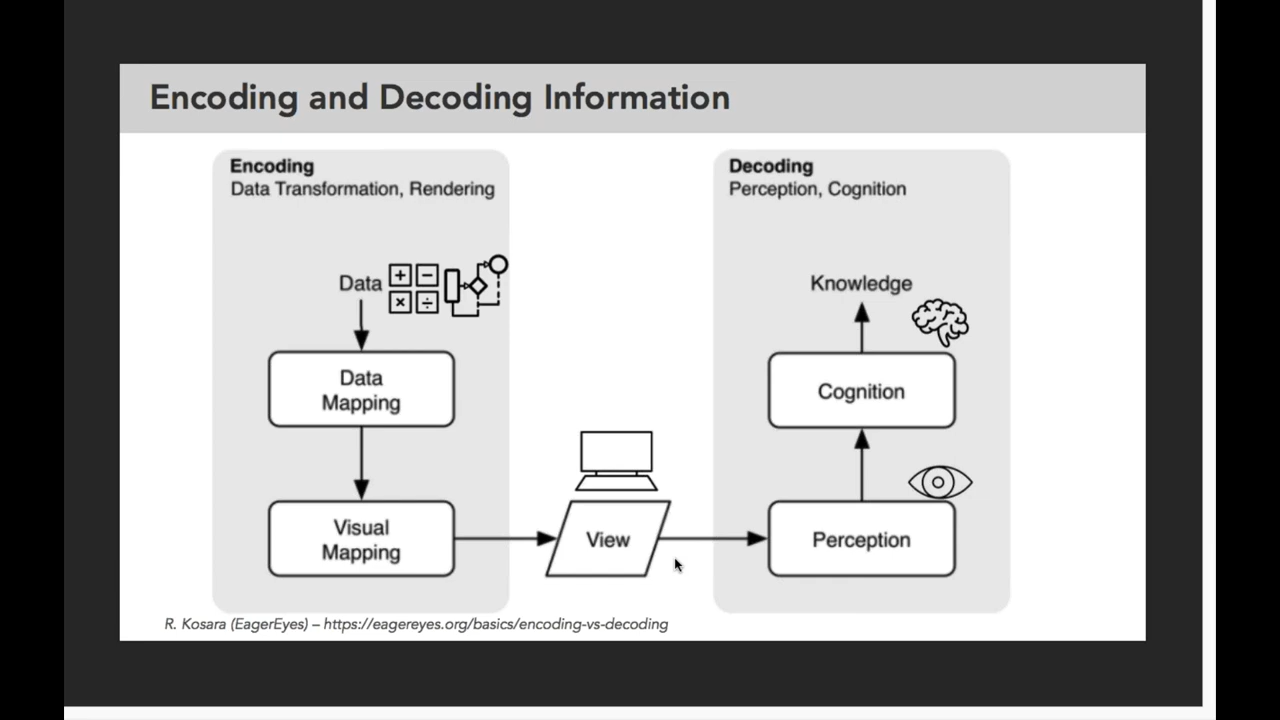 Encoding and Decoding Information
Encoding
Data Transformation, Rendering
Data
+ −
× ÷
Data
Mapping
Visual
Mapping
View
Decoding
Perception, Cognition
Knowledge
Cognition
Perception
R. Kosara (EagerEyes) – https://eagereyes.org/basics/encoding-vs-decoding